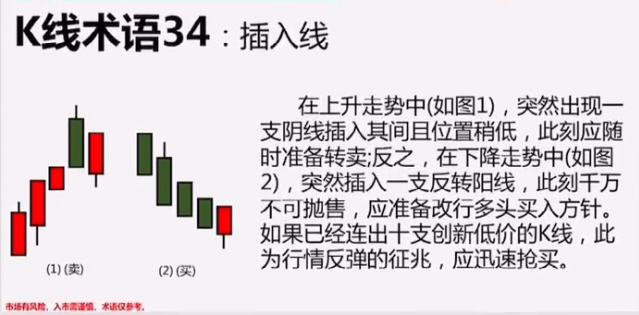 K线术语34：插入线
在上升走势中(如图1)，突然出现一
支阴线插入其间且位置稍低，此刻应随
时准备转卖;反之，在下降走势中(如图
2)，突然插入一支反转阳线，此刻千万
不可抛售，应准备改行多头买入方针。
如果已经连出十支创新低价的K线，此
为行情反弹的征兆，应迅速抢买。
(1) (卖)
(2) (买)
市场有风险，入市需谨慎，术语仅参考。